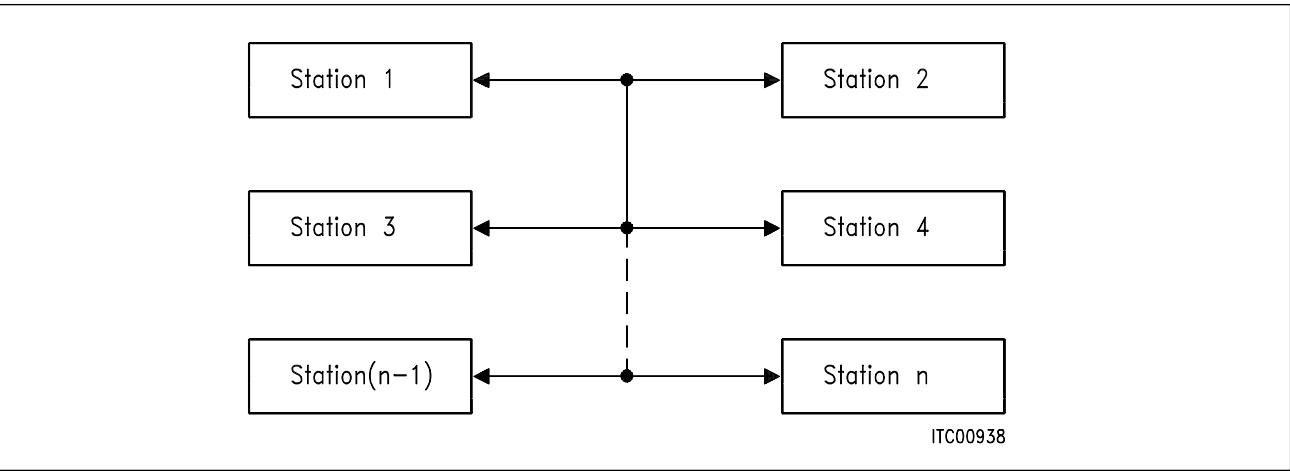 Station 1
Station 2
Station 3
Station 4
Station(n-1)
Station n
ITC00938